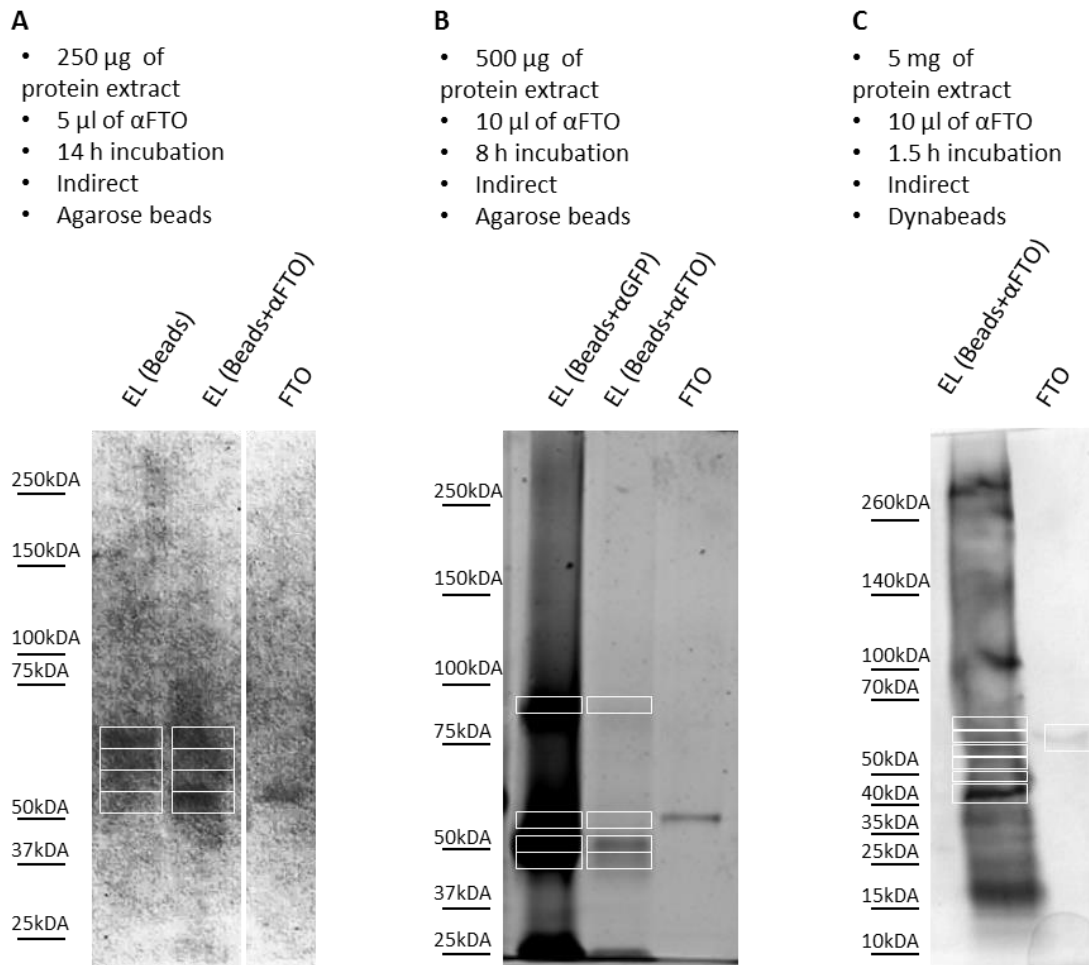 A
• 250 µg of
protein extract
• 5 µl of αFTO
• 14 h incubation
• Indirect
• Agarose beads
EL (Beads)
EL (Beads+αFTO)
FTO
250kDA
150kDA
100kDA
75kDA
50kDA
37kDA
25kDA
B
• 500 µg of
protein extract
• 10 µl of αFTO
• 8 h incubation
• Indirect
• Agarose beads
EL (Beads+αGFP)
EL (Beads+αFTO)
FTO
250kDA
150kDA
100kDA
75kDA
50kDA
37kDA
25kDA
C
• 5 mg of
protein extract
• 10 µl of αFTO
• 1.5 h incubation
• Indirect
• Dynabeads
EL (Beads+αFTO)
FTO
260kDA
140kDA
100kDA
70kDA
50kDA
40kDA
35kDA
25kDA
15kDA
10kDA